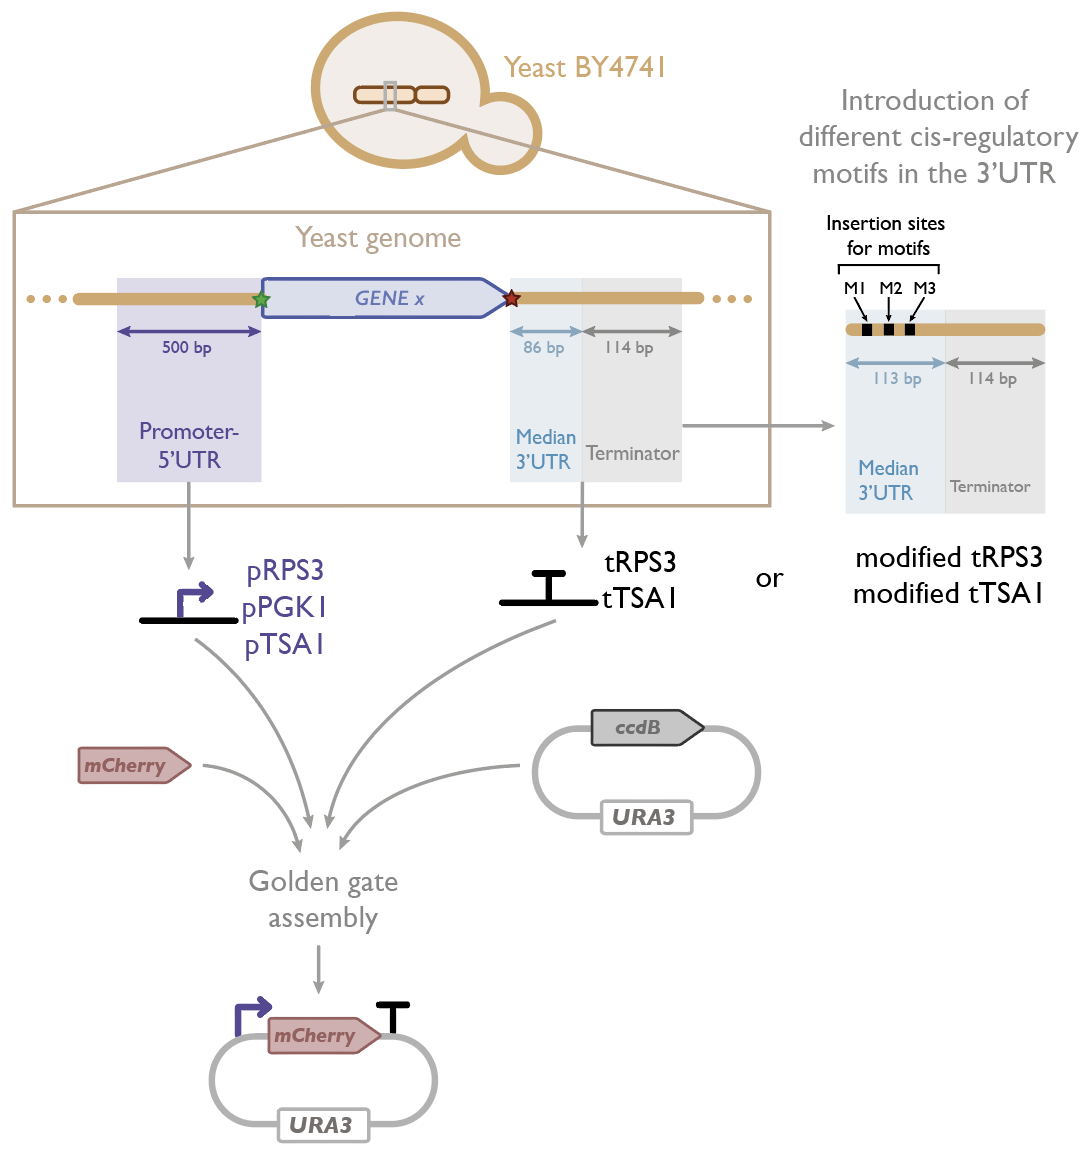 Yeast BY4741
Introduction of
different cis-regulatory
motifs in the 3'UTR
Insertion sites
for motifs
M1 M2 M3
Yeast genome
GENE x
500 bp
86 bp
114 bp
113 bp
114 bp
Promoter-
5'UTR
Median
3'UTR
Terminator
Median
3'UTR
Terminator
pRPS3
pPGK1
pTSA1
tRPS3
tTSA1
or
modified tRPS3
modified tTSA1
mCherry
ccdB
URA3
Golden gate
assembly
mCherry
URA3